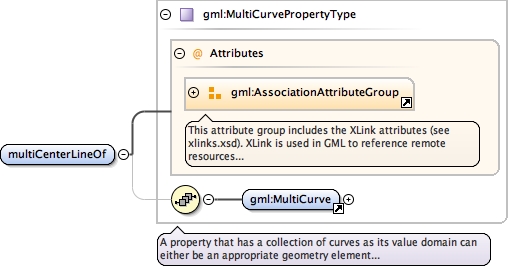 gml:MultiCurvePropertyType
@ Attributes
gml:AssociationAttributeGroup
This attribute group includes the XLink attributes (see
xlinks.xsd). XLink is used in GML to reference remote
resources...
multiCenterLineOf
gml:MultiCurve
A property that has a collection of curves as its value domain can
either be an appropriate geometry element...